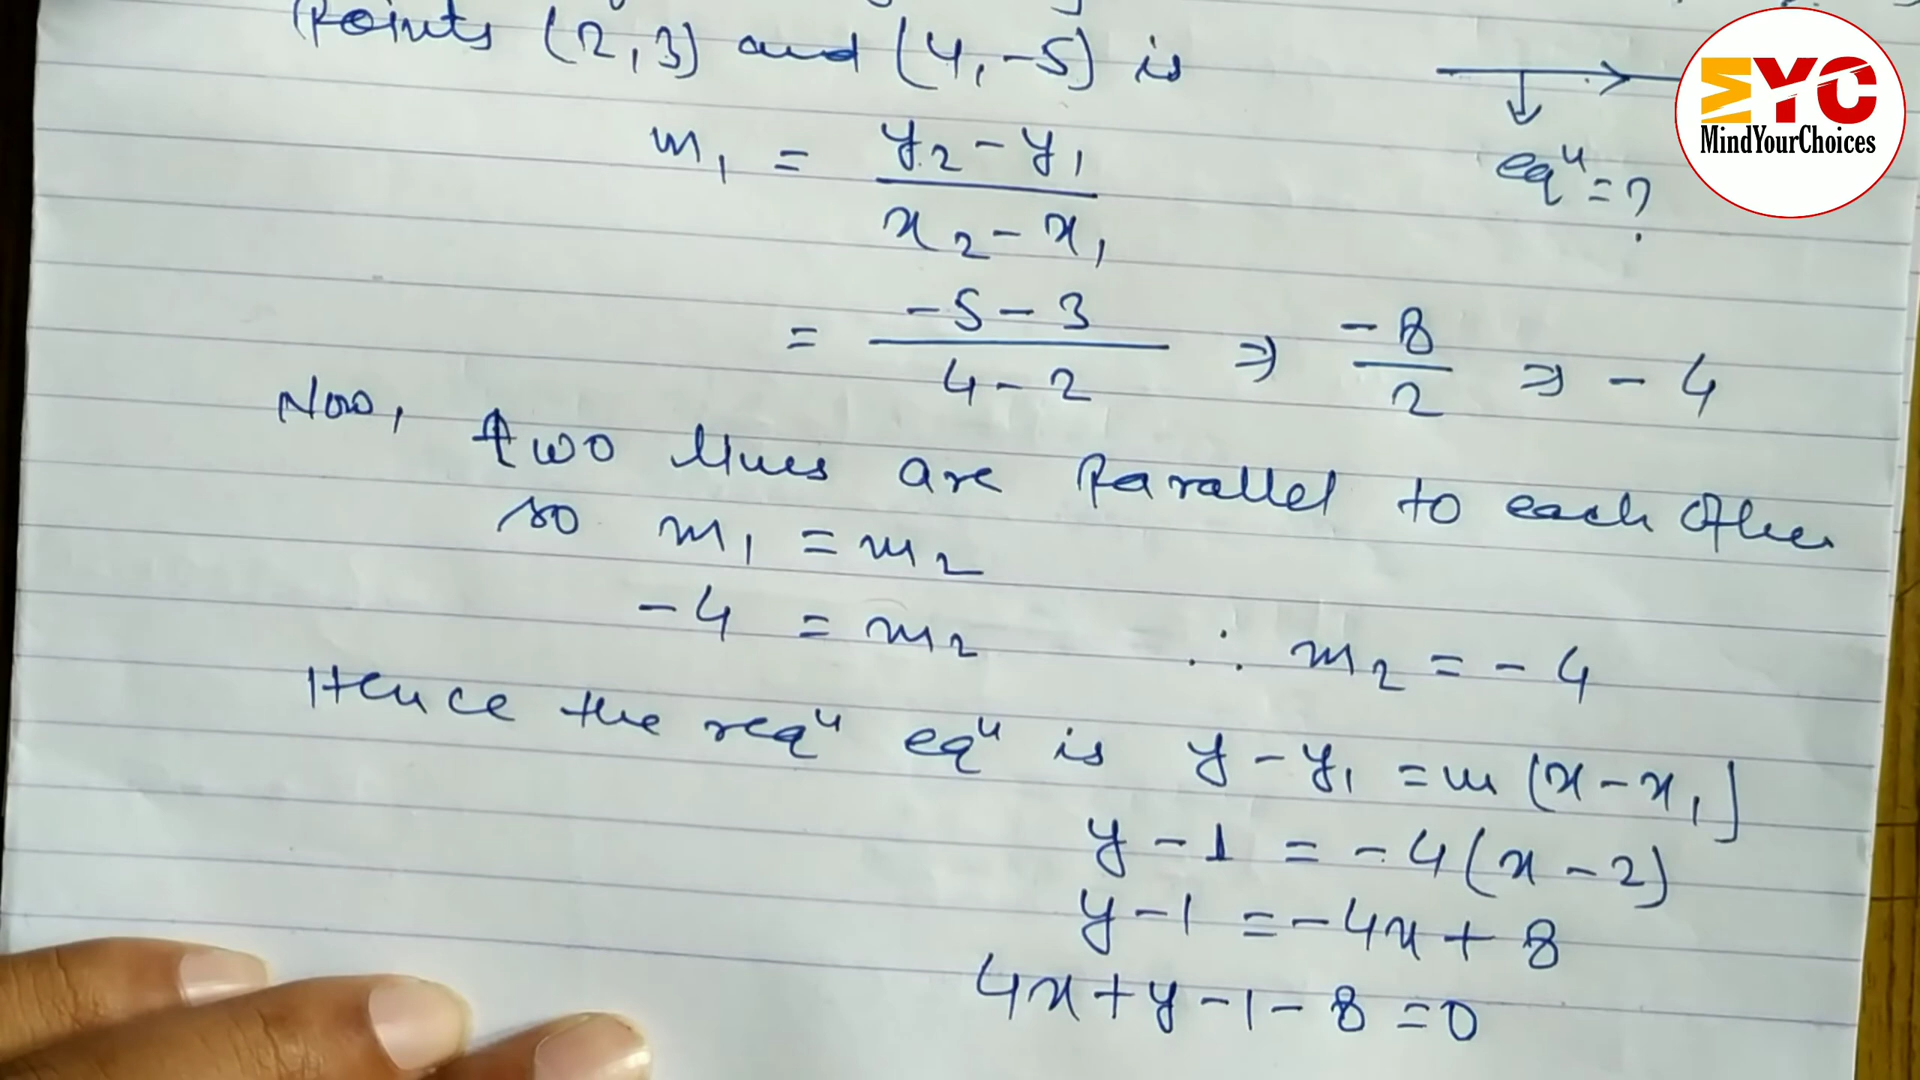 Points (2,3) and (4,-5) is
m₁ = y₂-y₁ / x₂-x₁
= -5-3 / 4-2 ⇒ -8/2 ⇒ -4
Now, two lines are Parallel to each other
so m₁ = m₂
-4 = m₂ ∴ m₂ = -4
Hence the reqⁿ eqⁿ is y-y₁ = m(x-x₁]
y-1 = -4(x-2)
y-1 = -4x+8
4x+y-1-8=0
eqⁿ=?
MYC
MindYourChoices